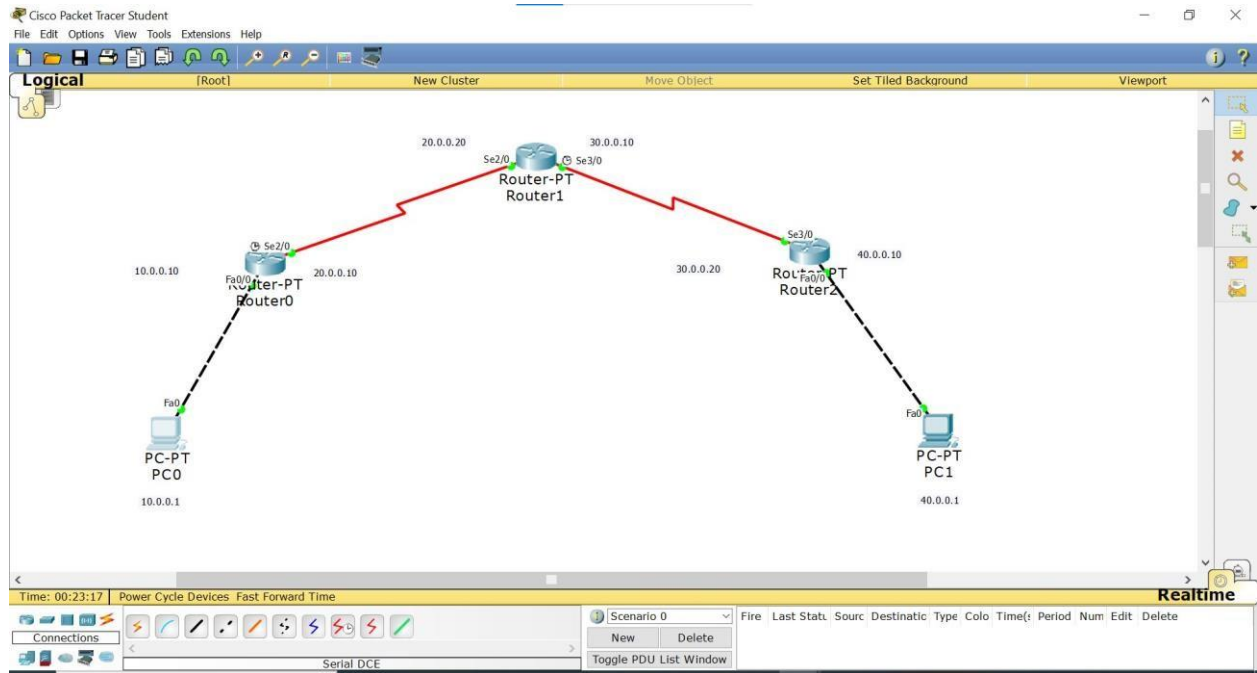 Cisco Packet Tracer Student
File Edit Options View Tools Extensions Help
Logical [Root] New Cluster Move Object Set Tiled Background Viewport
20.0.0.20 30.0.0.10
Se2/0 Se3/0
Router-PT
Router1
Se2/0 Se3/0
10.0.0.10 20.0.0.10 30.0.0.20 40.0.0.10
Fa0/0 Router-PT
Router0
Router-PT
Fa0/0
Router2
Fa0 Fa0
PC-PT
PC0
10.0.0.1
PC-PT
PC1
40.0.0.1
Time: 00:23:17 Power Cycle Devices Fast Forward Time Realtime
Connections
Serial DCE
Scenario 0
New Delete
Toggle PDU List Window
Fire Last Statu Sourc Destinatic Type Colo Time(s Period Num Edit Delete